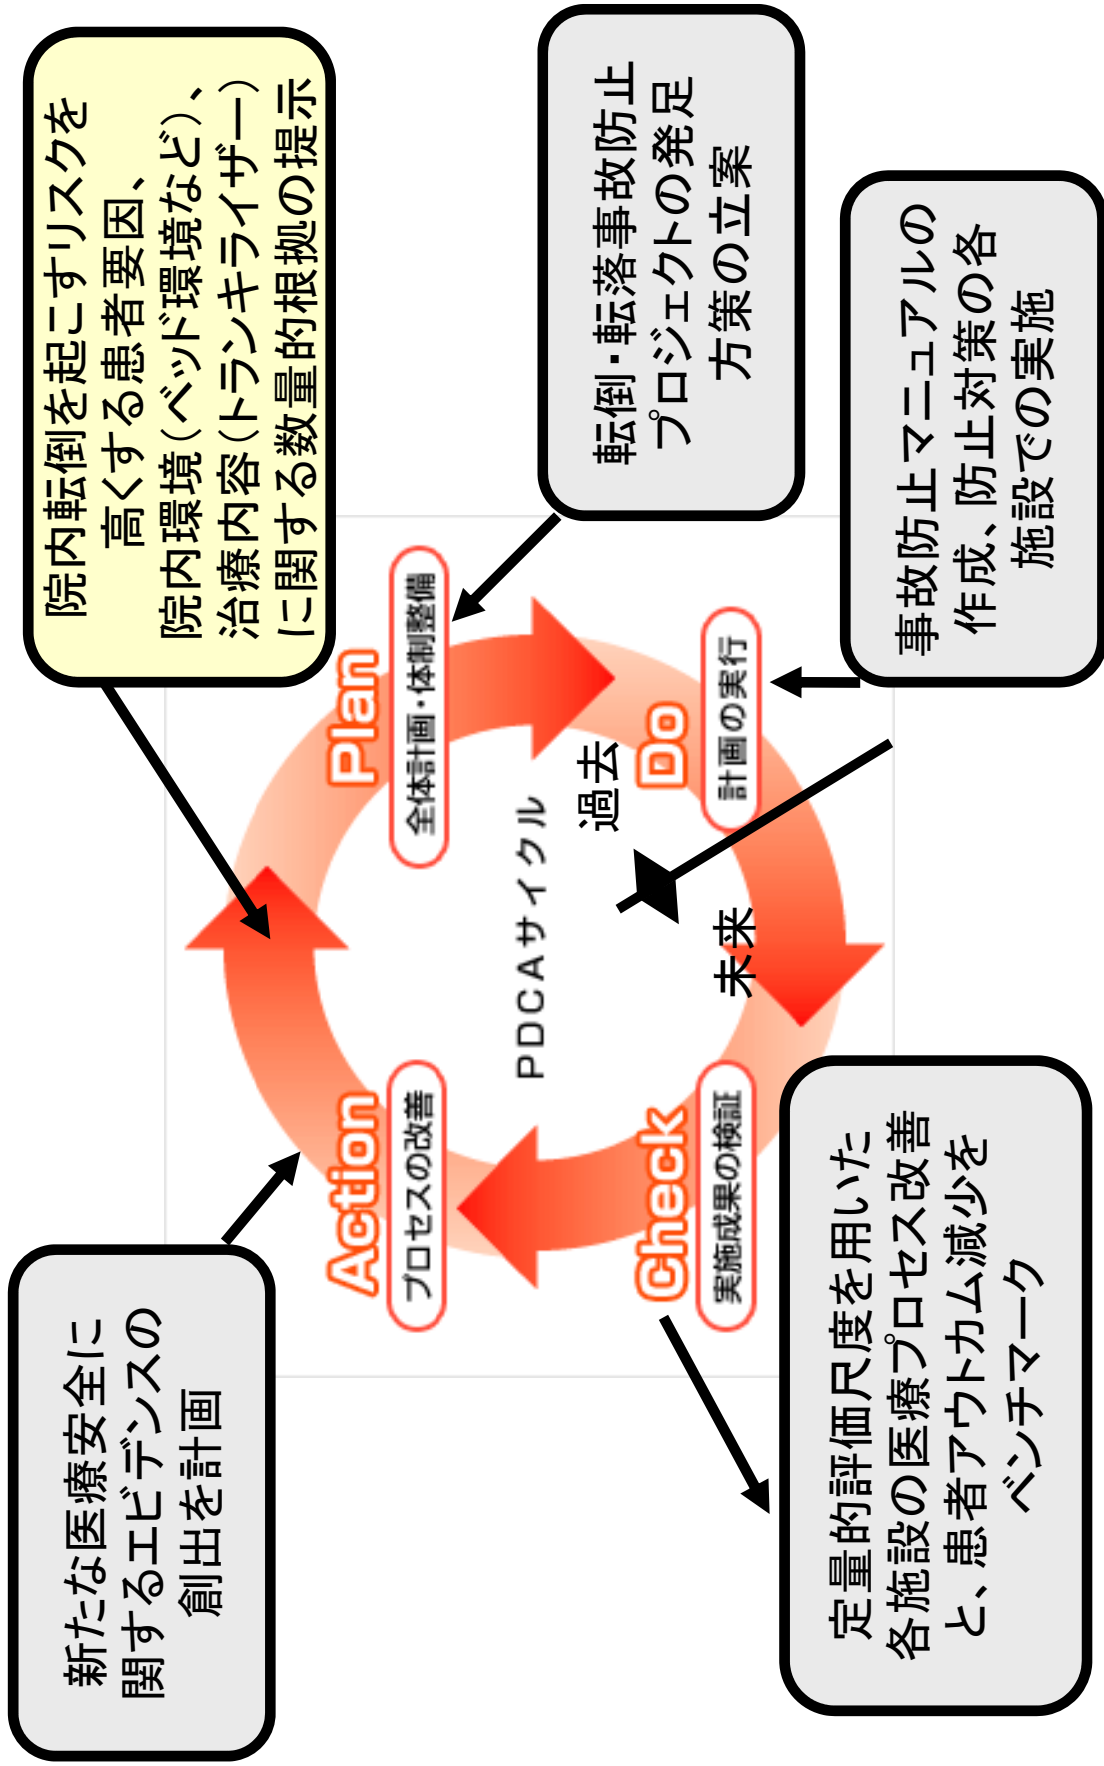 新たな医療安全に
関するエビデンスの
創出を計画
院内転倒を起こすリスクを
高くする患者要因、
院内環境（ベッド環境など）、
治療内容（トランキライザー）
に関する数量的根拠の提示
Action
プロセスの改善
Plan
全体計画・体制整備
PDCAサイクル
過去
未来
Check
実施成果の検証
Do
計画の実行
転倒・転落事故防止
プロジェクトの発足
方策の立案
定量的評価尺度を用いた
各施設の医療プロセス改善
と、患者アウトカム減少を
ベンチマーク
事故防止マニュアルの
作成、防止対策の各
施設での実施